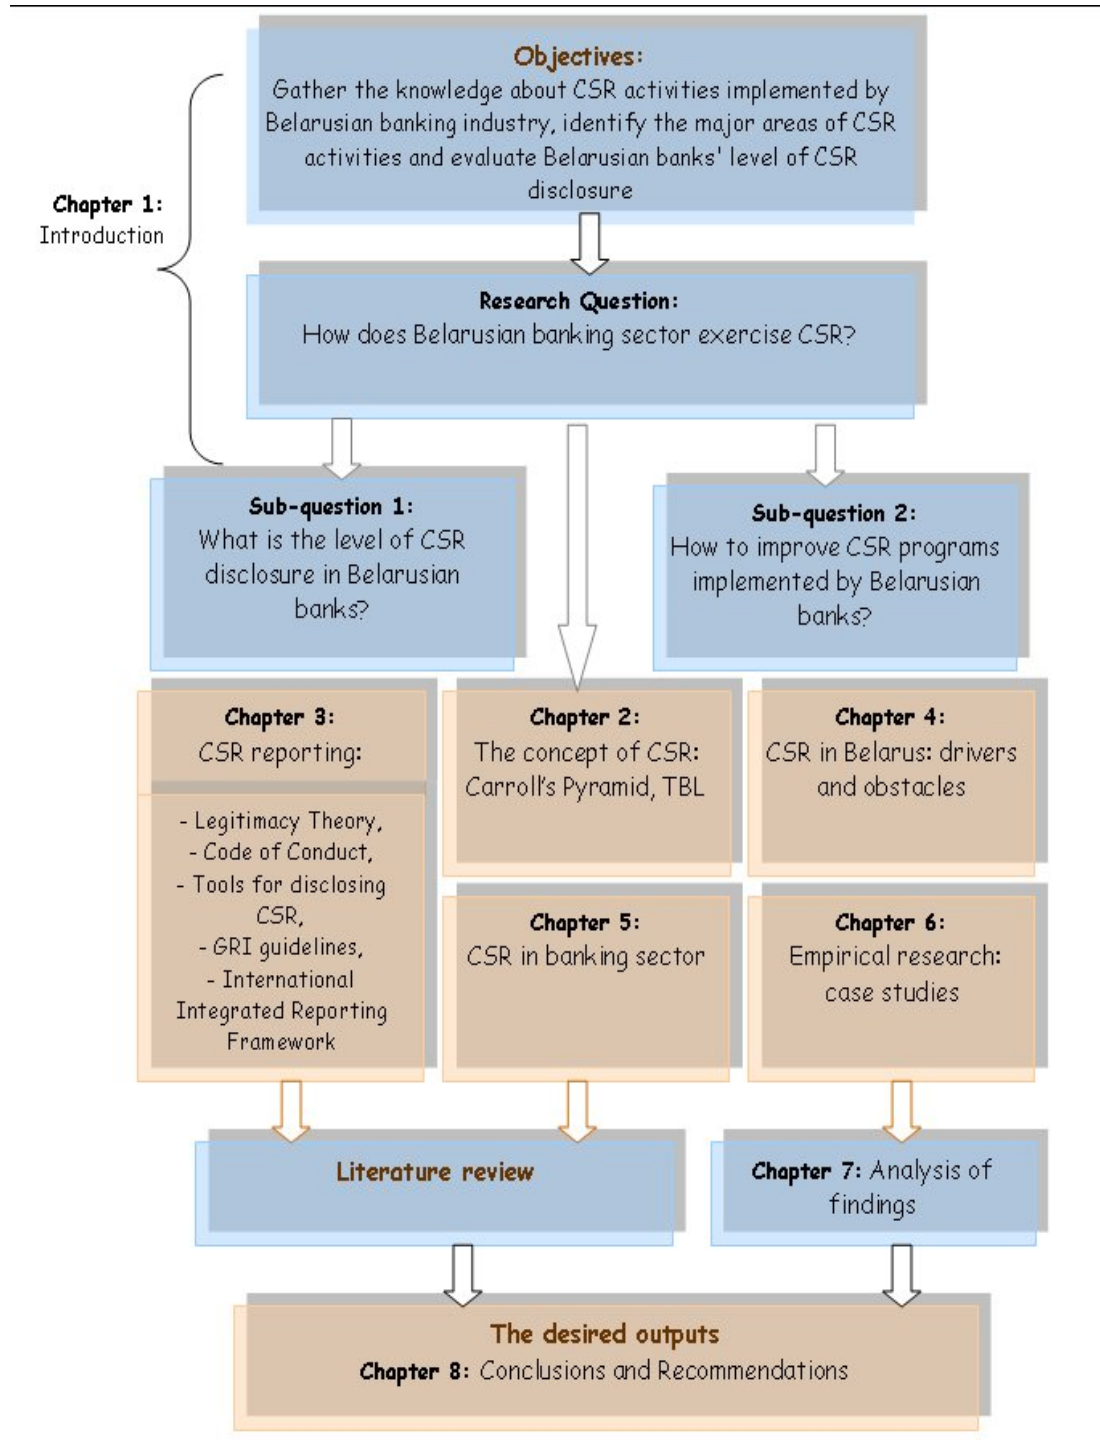 Objectives:
Gather the knowledge about CSR activities implemented by
Belarusian banking industry, identify the major areas of CSR
activities and evaluate Belarusian banks' level of CSR
disclosure
Chapter 1:
Introduction
Research Question:
How does Belarusian banking sector exercise CSR?
Sub-question 1:
What is the level of CSR
disclosure in Belarusian
banks?
Sub-question 2:
How to improve CSR programs
implemented by Belarusian
banks?
Chapter 3:
CSR reporting:
- Legitimacy Theory,
- Code of Conduct,
- Tools for disclosing
CSR,
- GRI guidelines,
- International
Integrated Reporting
Framework
Chapter 2:
The concept of CSR:
Carroll's Pyramid, TBL
Chapter 4:
CSR in Belarus: drivers
and obstacles
Chapter 5:
CSR in banking sector
Chapter 6:
Empirical research:
case studies
Literature review
Chapter 7: Analysis of
findings
The desired outputs
Chapter 8: Conclusions and Recommendations